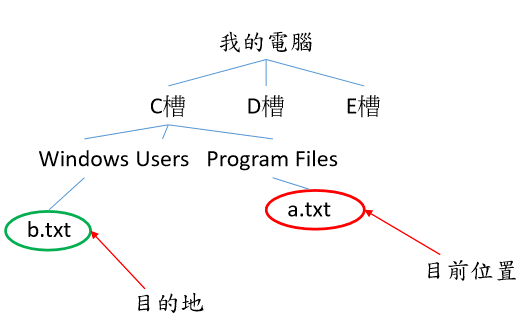 我的電腦
C槽 D槽 E槽
Windows Users Program Files
a.txt
b.txt
目前位置
目的地